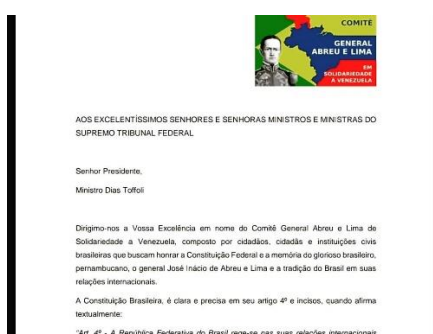 COMITÊ
GENERAL
ABREU E LIMA
EM
SOLIDARIEDADE
A VENEZUELA
AOS EXCELENTÍSSIMOS SENHORES E SENHORAS MINISTROS E MINISTRAS DO
SUPREMO TRIBUNAL FEDERAL
Senhor Presidente,
Ministro Dias Toffoli
Dirigimo-nos a Vossa Excelência em nome do Comitê General Abreu e Lima de
Solidariedade a Venezuela, composto por cidadãos, cidadãs e instituições civis
brasileiras que buscam honrar a Constituição Federal e a memória do glorioso brasileiro,
pernambucano, o general José Inácio de Abreu e Lima e a tradição do Brasil em suas
relações internacionais.
A Constituição Brasileira, é clara e precisa em seu artigo 4º e incisos, quando afirma
textualmente:
"Art. 4º - A República Federativa do Brasil rege-se nas suas relações internacionais